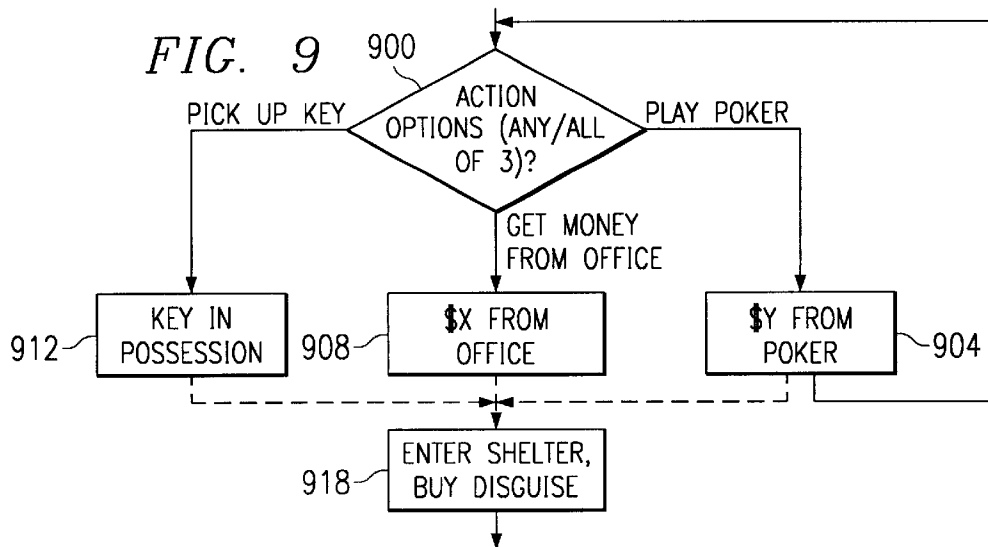 FIG. 9
900
ACTION
OPTIONS (ANY/ALL
OF 3)?
PICK UP KEY
PLAY POKER
GET MONEY
FROM OFFICE
912
KEY IN
POSSESSION
908
$X FROM
OFFICE
$Y FROM
POKER
904
918
ENTER SHELTER,
BUY DISGUISE